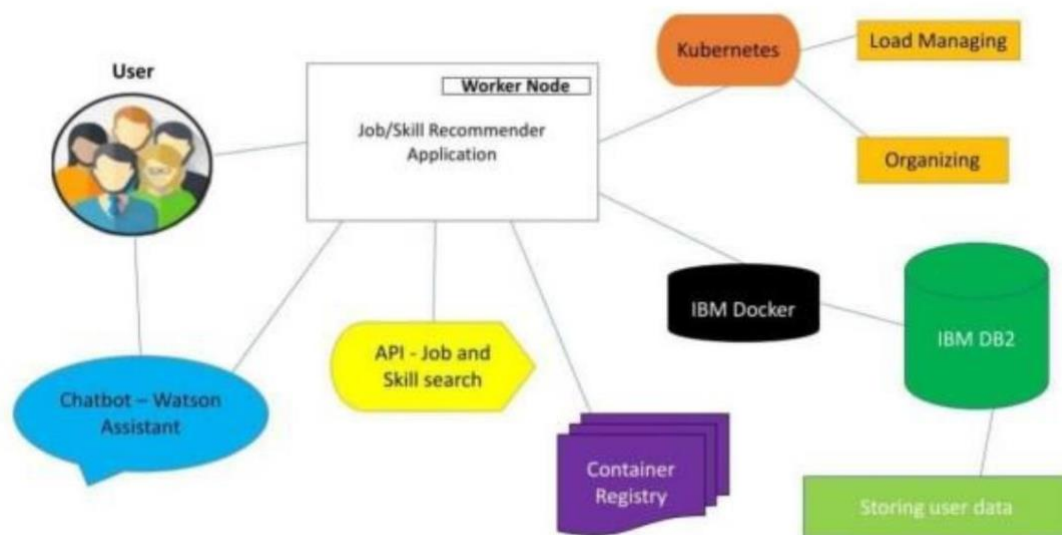 User
Worker Node
Job/Skill Recommender
Application
Kubernetes
Load Managing
Organizing
IBM Docker
IBM DB2
Chatbot – Watson
Assistant
API - Job and
Skill search
Container
Registry
Storing user data